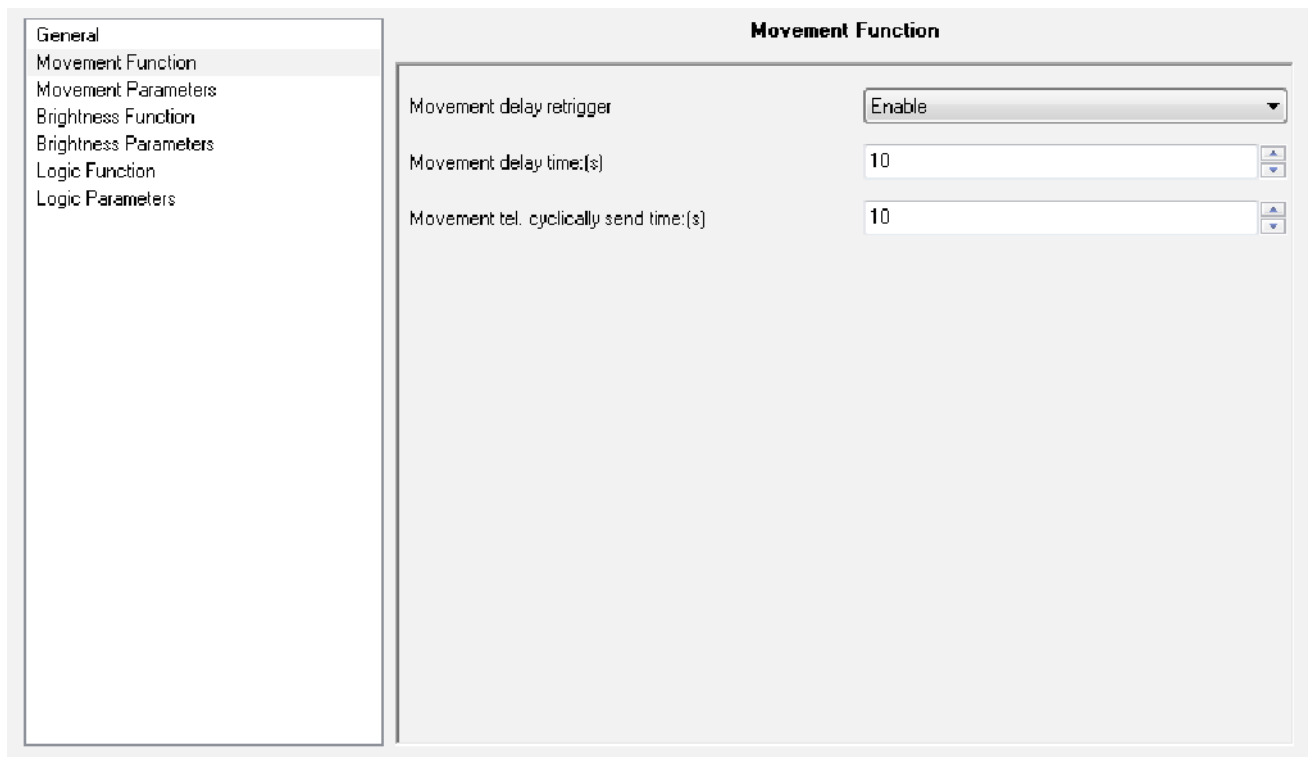 General
Movement Function
Movement Parameters
Brightness Function
Brightness Parameters
Logic Function
Logic Parameters
Movement Function
Movement delay retrigger
Enable
Movement delay time:(s)
10
Movement tel. cyclically send time:(s)
10